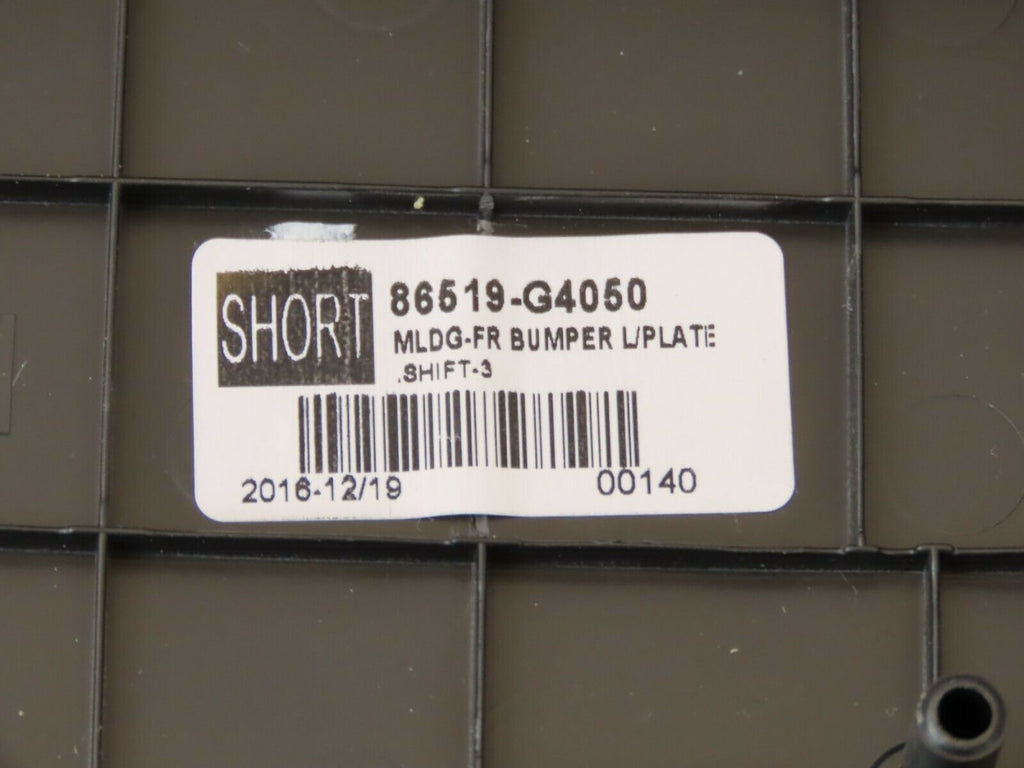 SHORT
86519-G4050
MLDG-FR BUMPER L/PLATE
.SHIFT-3
2016-12/19
00140